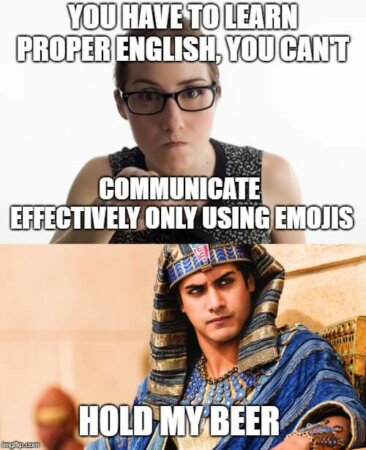 YOU HAVE TO LEARN
PROPER ENGLISH, YOU CAN'T
COMMUNICATE
EFFECTIVELY ONLY USING EMOJIS
HOLD MY BEER
imgflip.com